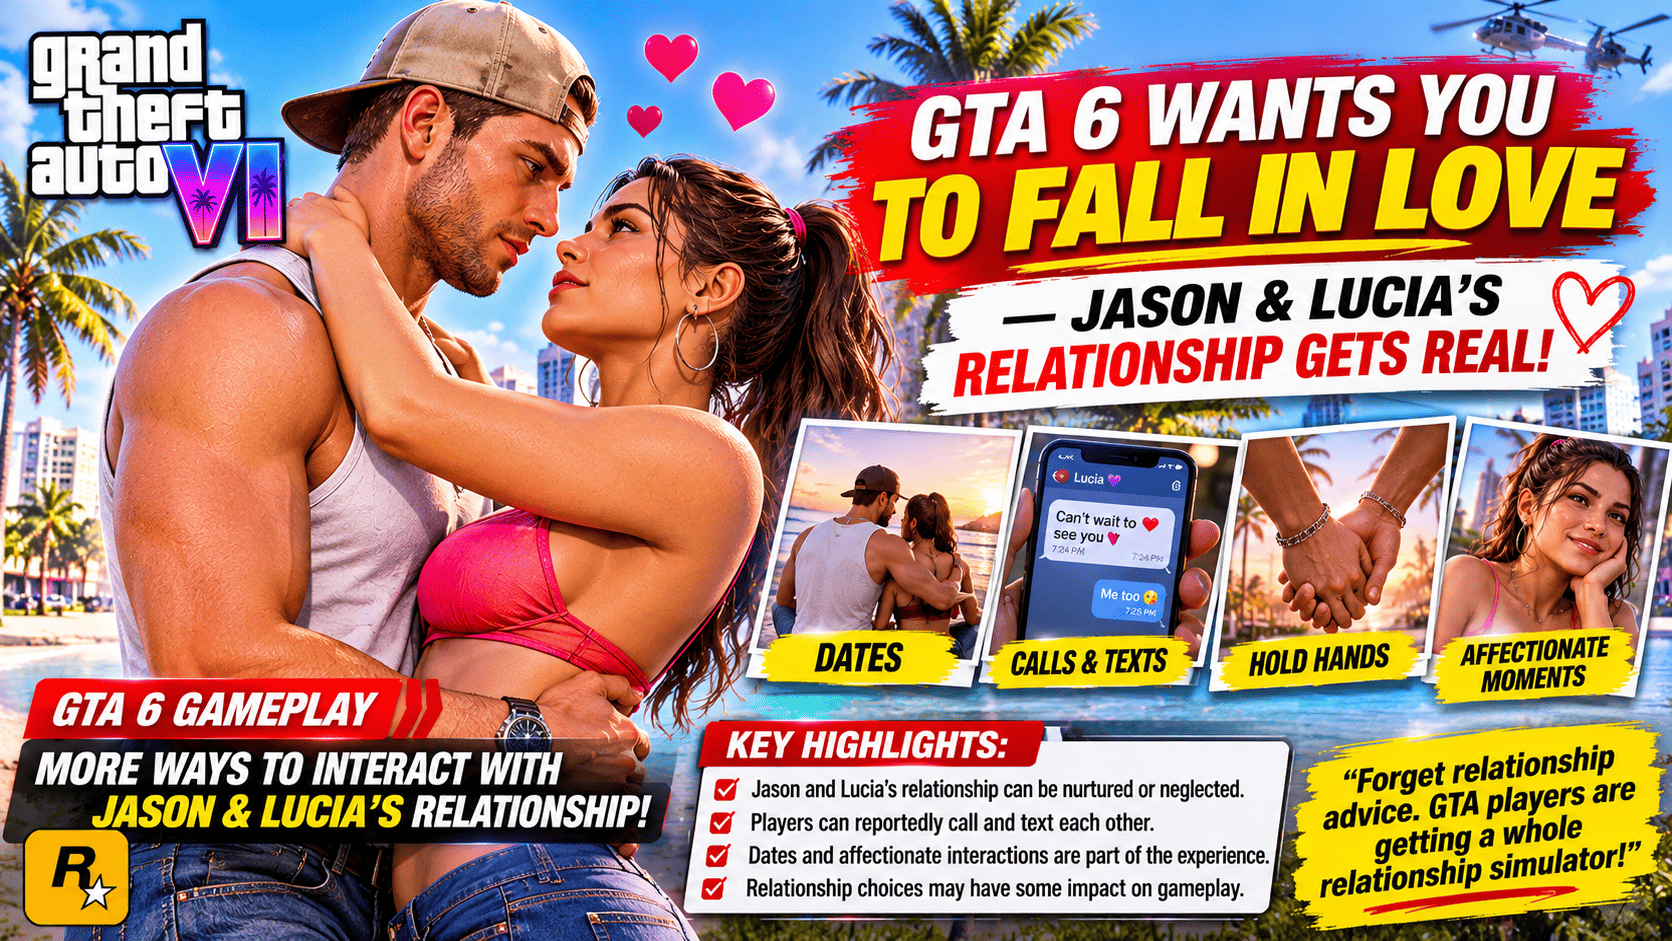 grand
theft
auto VI
GTA 6 WANTS YOU
TO FALL IN LOVE
— JASON & LUCIA'S
RELATIONSHIP GETS REAL!
Lucia 💜
Can't wait to ❤️
see you ❤️
7:24 PM 7:24 PM
Me too 😘
7:25 PM
DATES
CALLS & TEXTS
HOLD HANDS
AFFECTIONATE
MOMENTS
GTA 6 GAMEPLAY
MORE WAYS TO INTERACT WITH
JASON & LUCIA'S RELATIONSHIP!
R
KEY HIGHLIGHTS:
Jason and Lucia's relationship can be nurtured or neglected.
Players can reportedly call and text each other.
Dates and affectionate interactions are part of the experience.
Relationship choices may have some impact on gameplay.
"Forget relationship
advice. GTA players are
getting a whole
relationship simulator!"